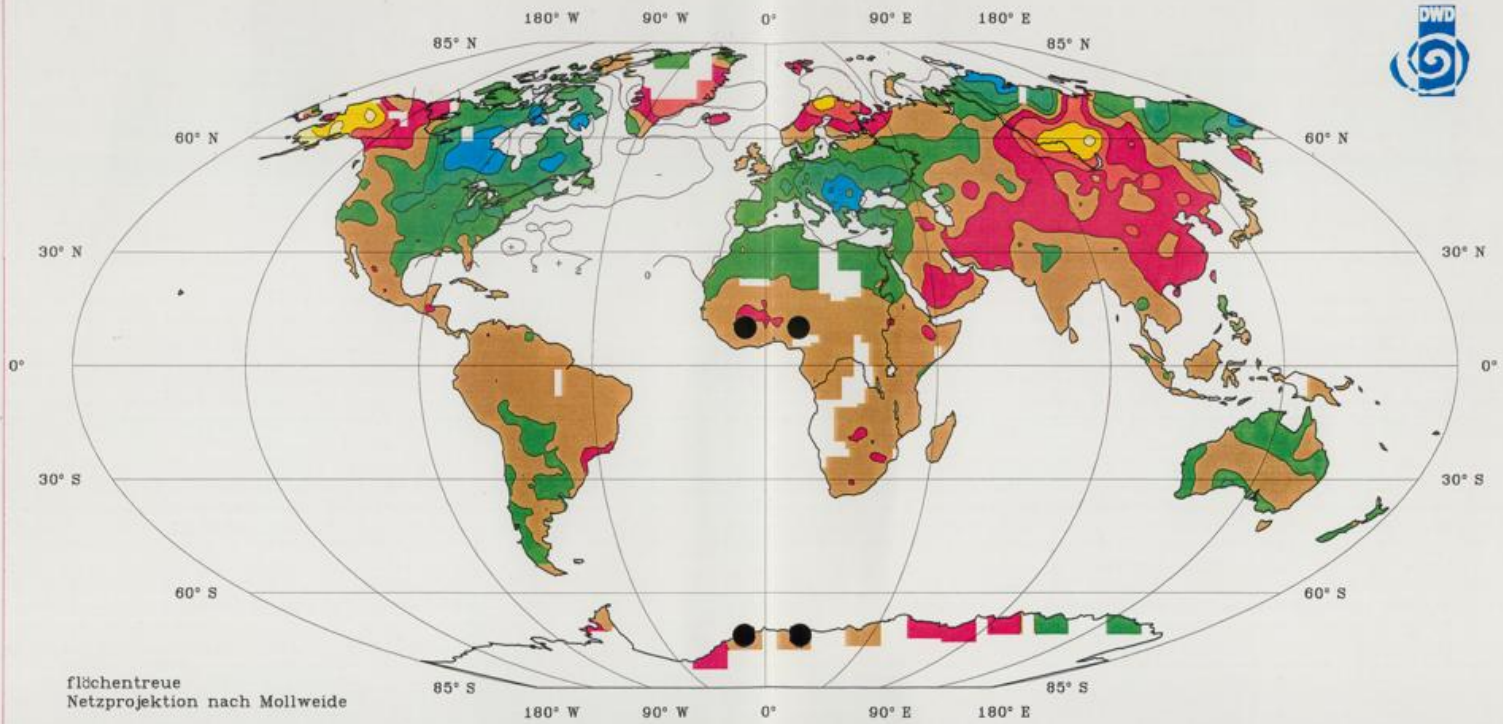 180° W 90° W 0° 90° E 180° E
DWD
85° N 85° N
60° N 60° N
30° N 30° N
0° 0°
30° S 30° S
60° S 60° S
flöchentreue
Netzprojektion nach Mollweide
85° S 85° S
180° W 90° W 0° 90° E 180° E